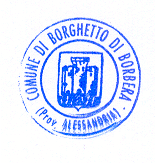 COMUNE DI BORGHETTO DI BORBERA
(Prov. ALESSANDRIA)